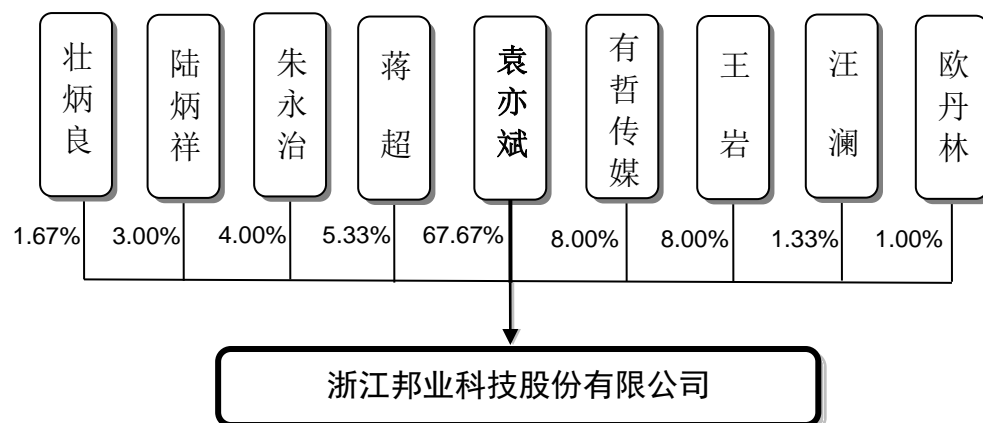 壮炳良
陆炳祥
朱永治
蒋超
袁亦斌
有哲传媒
王岩
汪澜
欧丹林
1.67%
3.00%
4.00%
5.33%
67.67%
8.00%
8.00%
1.33%
1.00%
浙江邦业科技股份有限公司